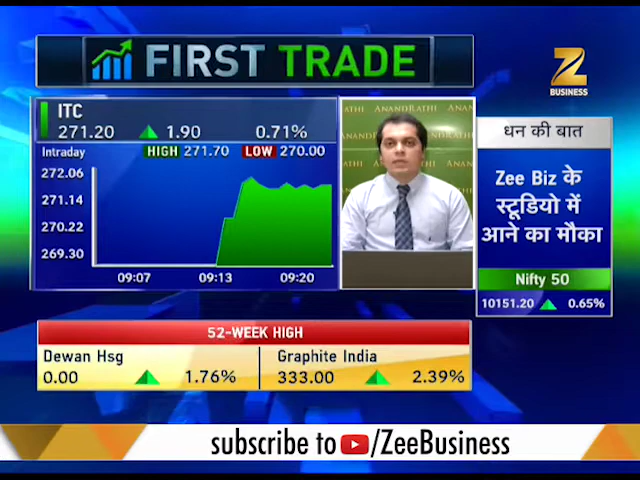 FIRST TRADE
Z
BUSINESS
ITC
271.20 1.90 0.71%
Intraday HIGH 271.70 LOW 270.00
272.06
271.14
270.22
269.30
09:07 09:13 09:20
ANANDRATHI
धन की बात
Zee Biz के
स्टूडियो में
आने का मौका
Nifty 50
10151.20 0.65%
52-WEEK HIGH
Dewan Hsg
0.00 1.76%
Graphite India
333.00 2.39%
subscribe to /ZeeBusiness